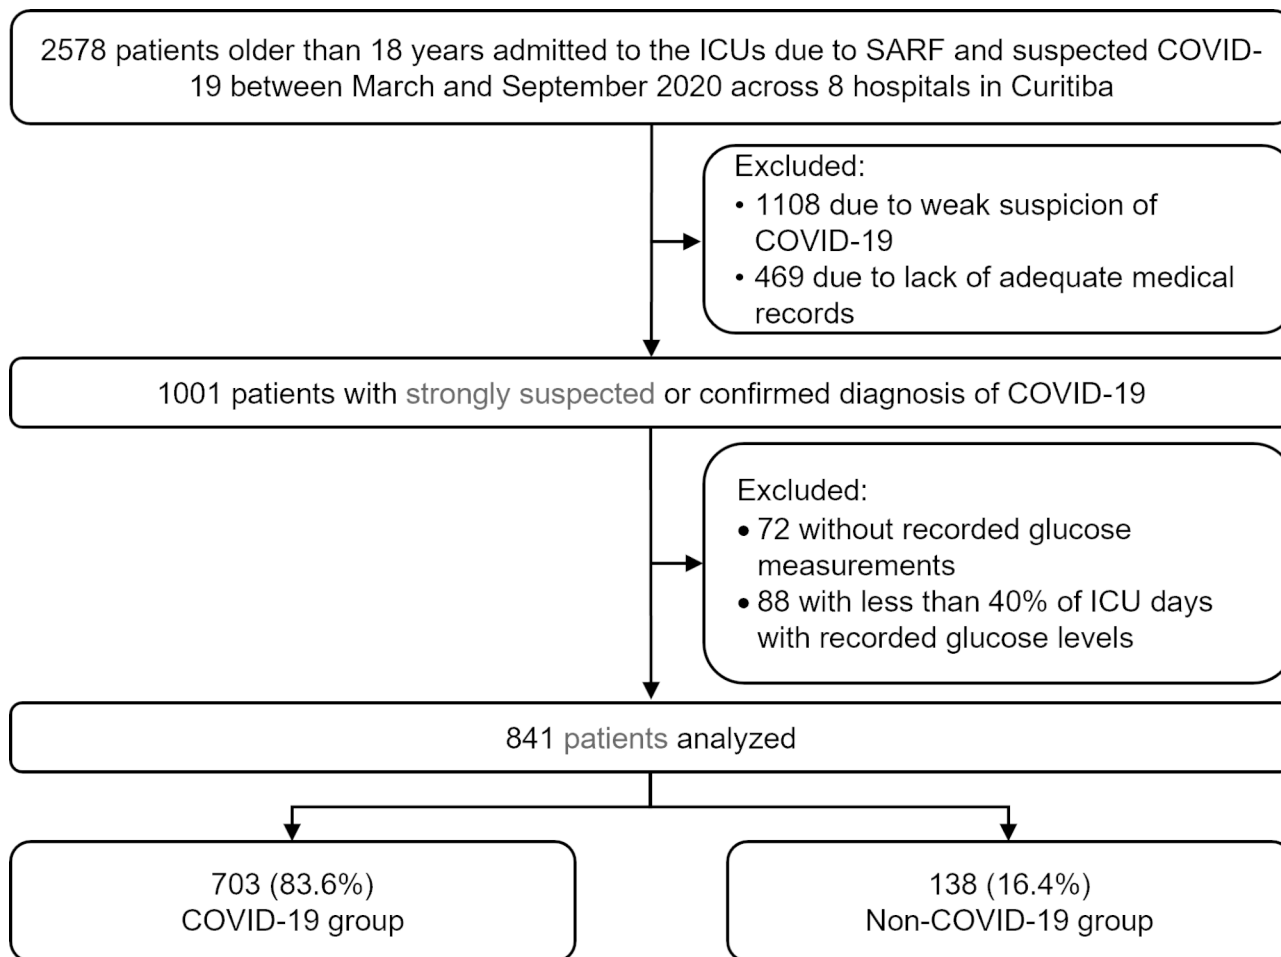 2578 patients older than 18 years admitted to the ICUs due to SARF and suspected COVID-
19 between March and September 2020 across 8 hospitals in Curitiba
Excluded:
• 1108 due to weak suspicion of
COVID-19
• 469 due to lack of adequate medical
records
1001 patients with strongly suspected or confirmed diagnosis of COVID-19
Excluded:
• 72 without recorded glucose
measurements
• 88 with less than 40% of ICU days
with recorded glucose levels
841 patients analyzed
703 (83.6%)
COVID-19 group
138 (16.4%)
Non-COVID-19 group